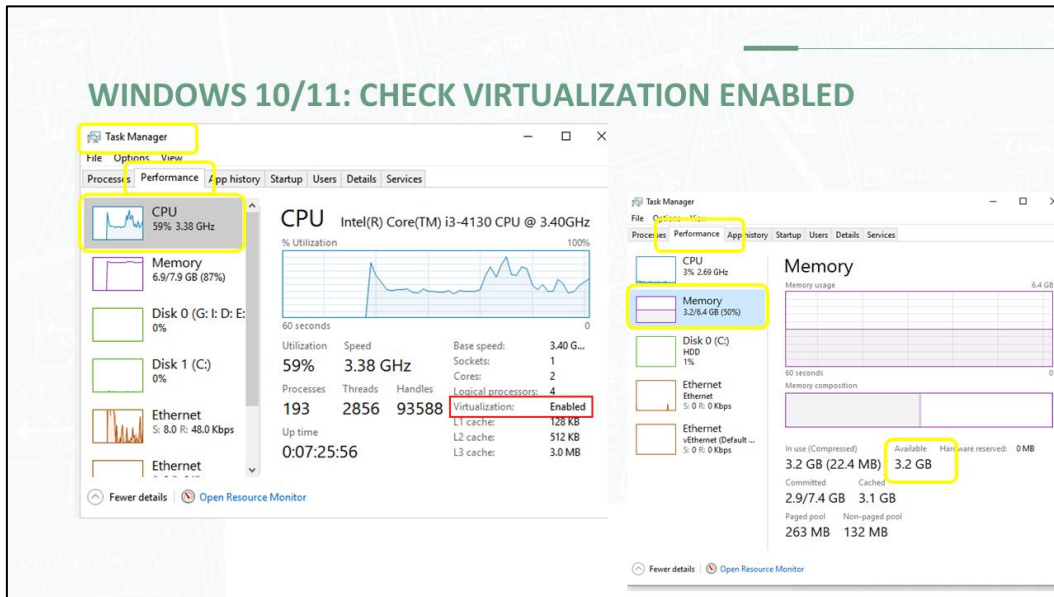 WINDOWS 10/11: CHECK VIRTUALIZATION ENABLED
Task Manager
File Options View
Processes Performance App history Startup Users Details Services
CPU
59% 3.38 GHz
Memory
6.9/7.9 GB (87%)
Disk 0 (G: I: D: E:
0%
Disk 1 (C:)
0%
Ethernet
S: 8.0 R: 48.0 Kbps
Ethernet
CPU Intel(R) Core(TM) i3-4130 CPU @ 3.40GHz
% Utilization 100%
60 seconds 0
Utilization Speed
59% 3.38 GHz
Processes Threads Handles
193 2856 93588
Up time
0:07:25:56
Base speed: 3.40 G...
Sockets: 1
Cores: 2
Logical processors: 4
Virtualization: Enabled
L1 cache: 128 KB
L2 cache: 512 KB
L3 cache: 3.0 MB
Fewer details Open Resource Monitor
Task Manager
File Options View
Processes Performance App history Startup Users Details Services
CPU
3% 2.69 GHz
Memory
3.2/6.4 GB (50%)
Disk 0 (C:)
HDD
1%
Ethernet
Ethernet
S: 0 R: 0 Kbps
Ethernet
vEthernet (Default ...
S: 0 R: 0 Kbps
Memory
Memory usage 6.4 GB
60 seconds 0
Memory composition
In use (Compressed) Available Hardware reserved: 0 MB
3.2 GB (22.4 MB) 3.2 GB
Committed Cached
2.9/7.4 GB 3.1 GB
Paged pool Non-paged pool
263 MB 132 MB
Fewer details Open Resource Monitor